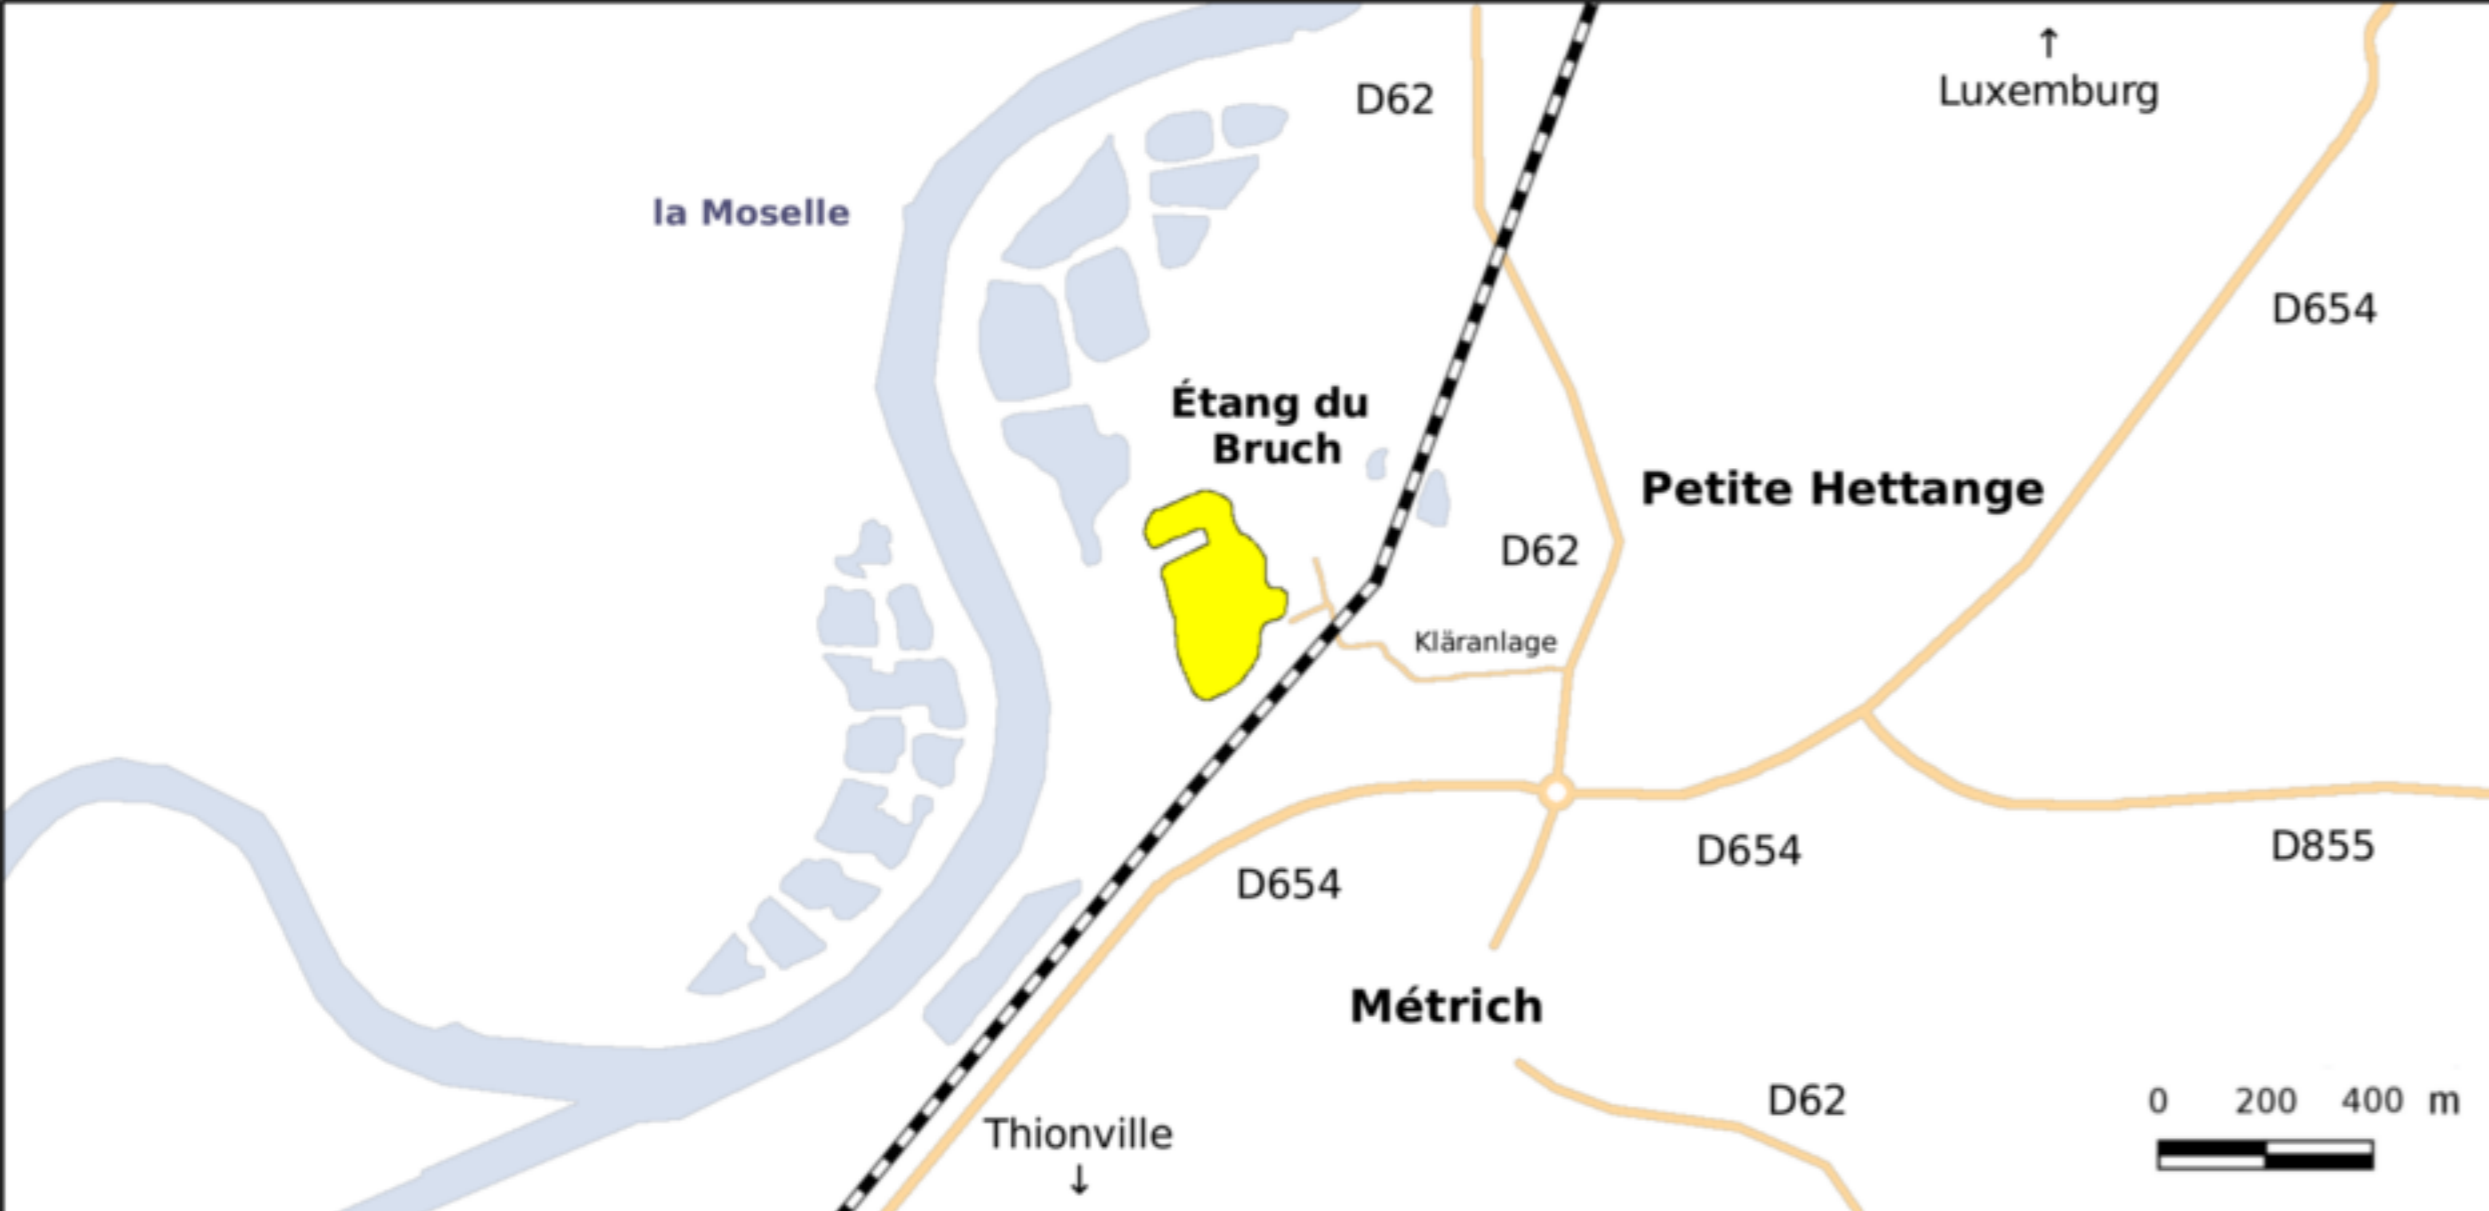 ↑
Luxemburg
D62
la Moselle
D654
Étang du
Bruch
Petite Hettange
D62
Kläranlage
D654
D855
D654
Métrich
D62
0 200 400 m
Thionville
↓